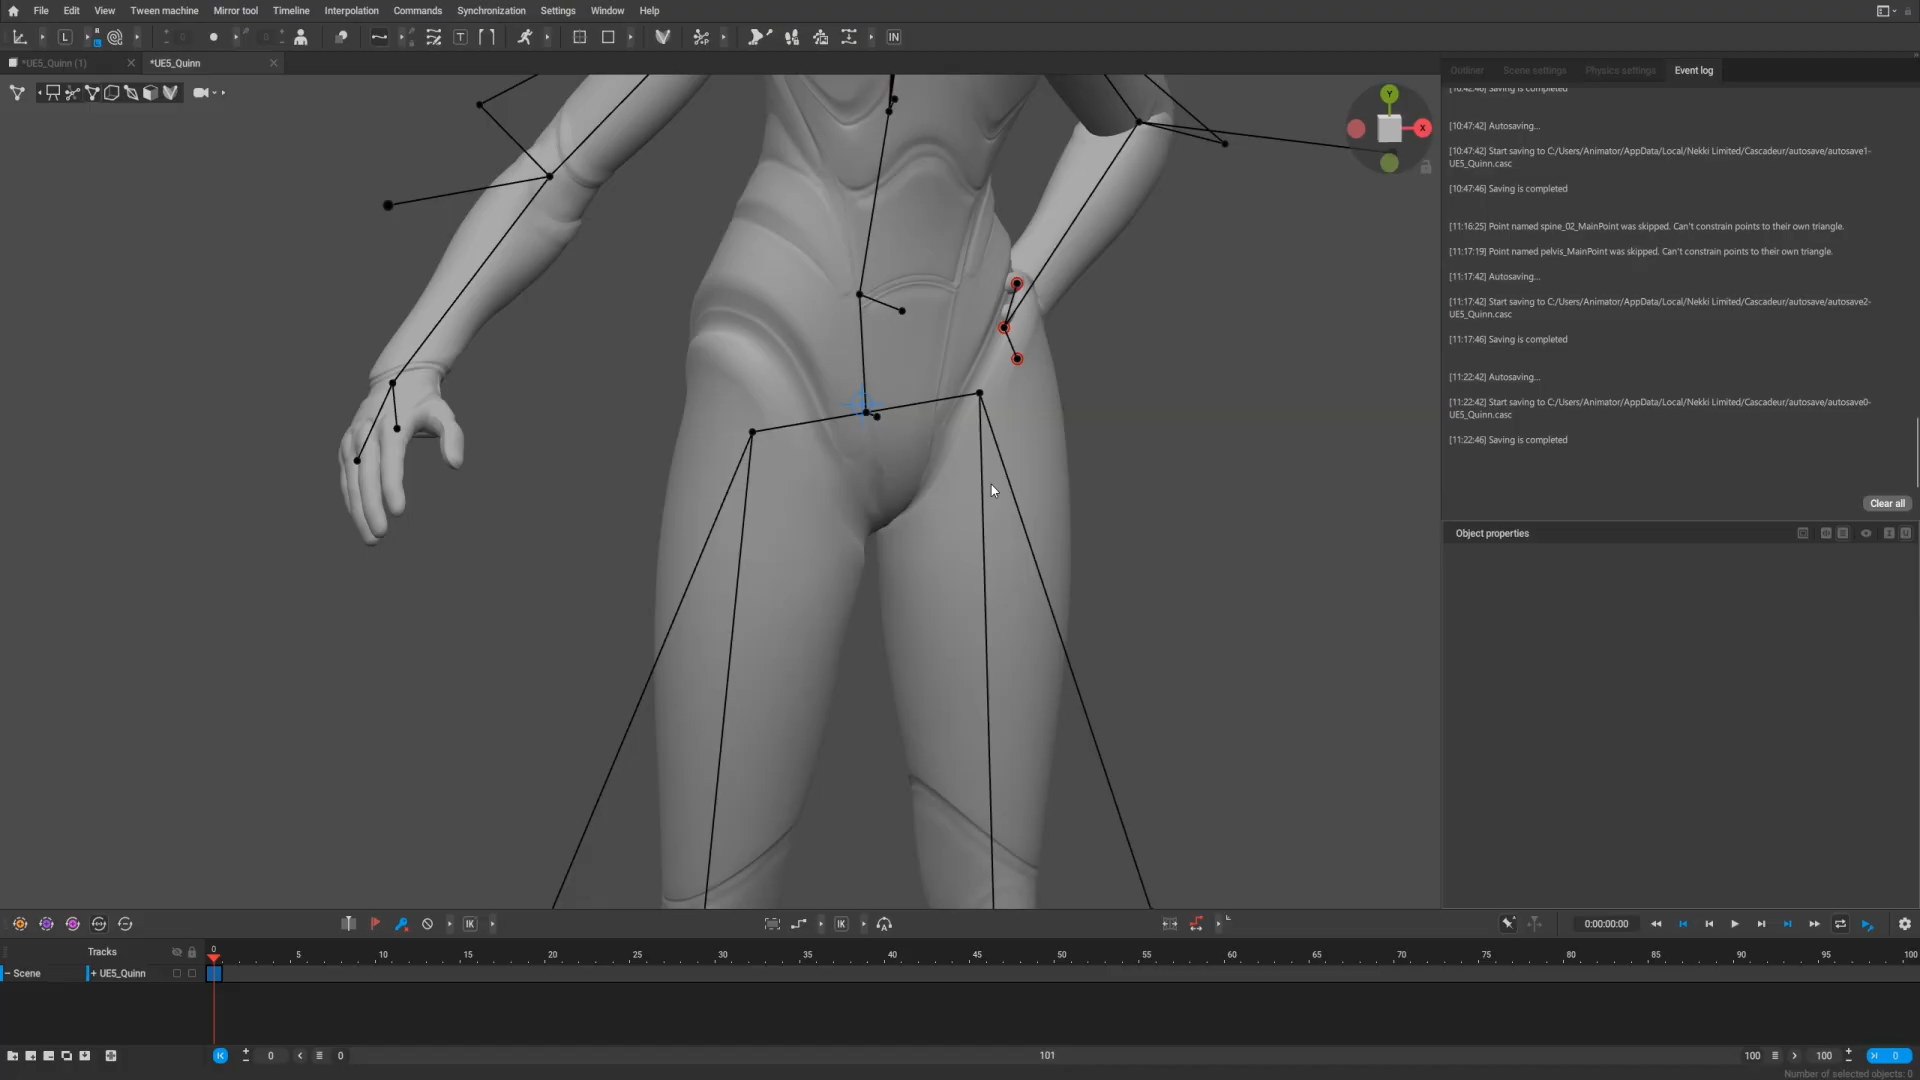 File Edit View Tween machine Mirror tool Timeline Interpolation Commands Synchronization Settings Window Help
L R L T IN
*UE5_Quinn (1) *UE5_Quinn
Outliner Scene settings Physics settings Event log
[10:42:46] Saving is completed
[10:47:42] Autosaving...
[10:47:42] Start saving to C:/Users/Animator/AppData/Local/Nekki Limited/Cascadeur/autosave/autosave1-
UE5_Quinn.casc
[10:47:46] Saving is completed
[11:16:25] Point named spine_02_MainPoint was skipped. Can't constrain points to their own triangle.
[11:17:19] Point named pelvis_MainPoint was skipped. Can't constrain points to their own triangle.
[11:17:42] Autosaving...
[11:17:42] Start saving to C:/Users/Animator/AppData/Local/Nekki Limited/Cascadeur/autosave/autosave2-
UE5_Quinn.casc
[11:17:46] Saving is completed
[11:22:42] Autosaving...
[11:22:42] Start saving to C:/Users/Animator/AppData/Local/Nekki Limited/Cascadeur/autosave/autosave0-
UE5_Quinn.casc
[11:22:46] Saving is completed
Clear all
Object properties
Y
X
IK IK 0:00:00:00
Tracks 0 5 10 15 20 25 30 35 40 45 50 55 60 65 70 75 80 85 90 95 100
− Scene + UE5_Quinn
0 0 101 100 100 0
Number of selected objects: 0